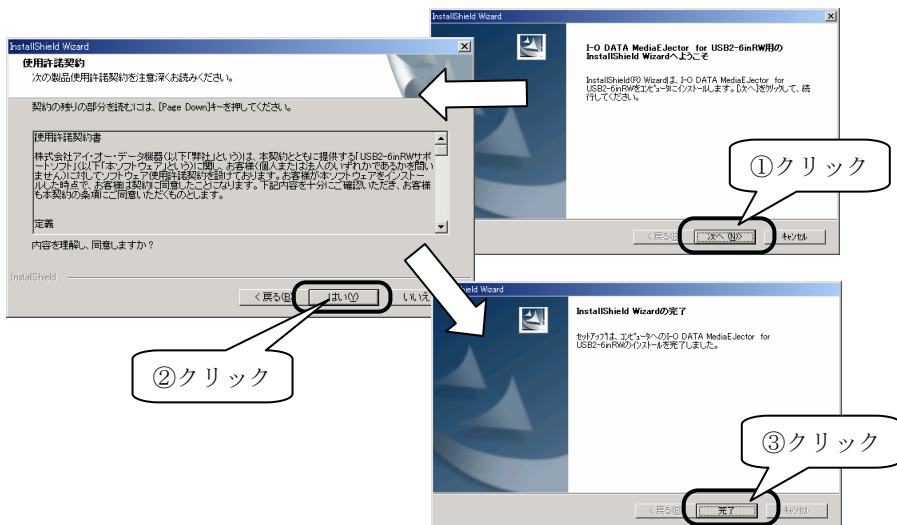 InstallShield Wizard
I-O DATA MediaEJector for USB2-6inRW用の
InstallShield Wizardへようこそ
InstallShield(R) Wizardは、I-O DATA MediaEJector for
USB2-6inRWをコンピュータにインストールします。[次へ]をクリックして、続
行してください。
①クリック
< 戻る(B)
次へ(N)>
キャンセル
InstallShield Wizard
使用許諾契約
次の製品使用許諾契約を注意深くお読みください。
契約の残りの部分を読むには、[Page Down]キーを押してください。
使用許諾契約書
株式会社アイ・オー・データ機器(以下「弊社」という)は、本契約とともに提供する「USB2-6inRWサポ
ートソフト」(以下「本ソフトウェア」という)に関し、お客様(個人または法人のいずれかであるかを問い
ません)に対してソフトウェア使用許諾契約を設けております。お客様が本ソフトウェアをインストー
ルした時点で、お客様は契約に同意したことになります。下記内容を十分にご確認いただき、お客様
も本契約の条項にご同意いただくものとします。
定義
内容を理解し、同意しますか?
InstallShield
< 戻る(B)
はい(Y)
いいえ
②クリック
ield Wizard
InstallShield Wizardの完了
セットアップは、コンピュータへのI-O DATA MediaEJector for
USB2-6inRWのインストールを完了しました。
③クリック
< 戻る(B)
完了
キャンセル